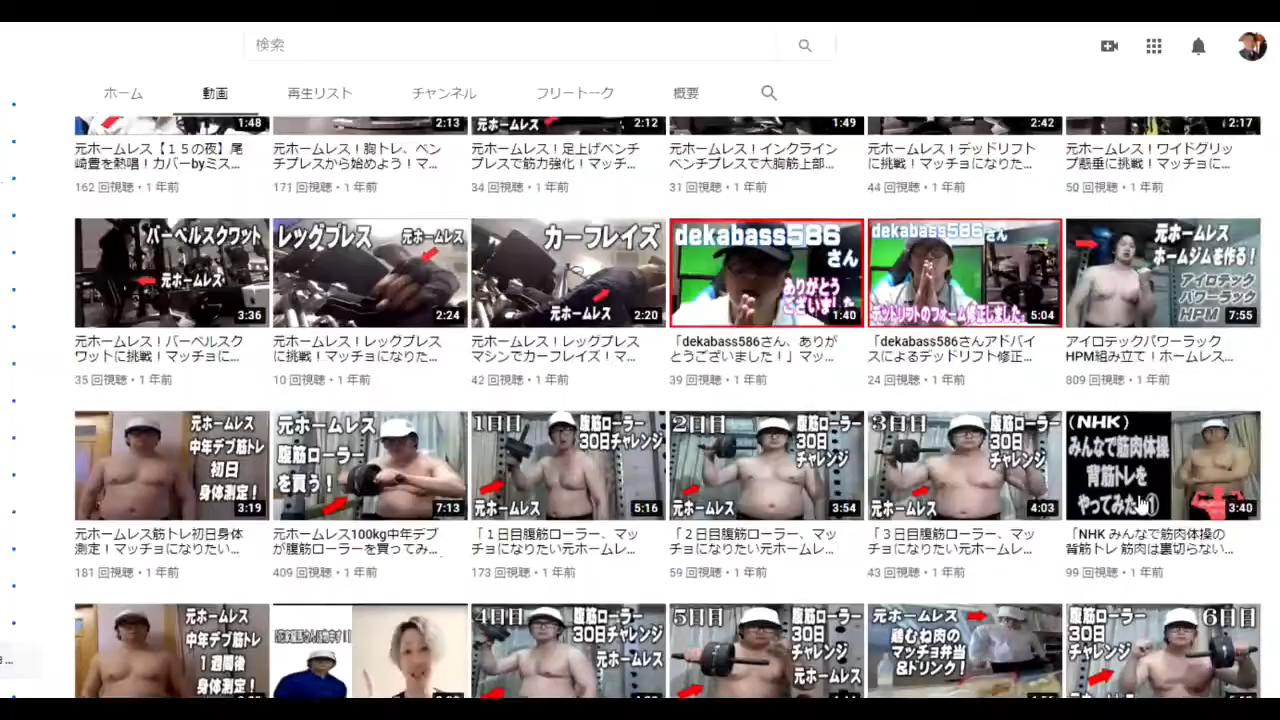 検索
ホーム 動画 再生リスト チャンネル フリートーク 概要
1:48 2:13 元ホームレス 2:12 1:49 2:42 2:17
元ホームレス【１５の夜】尾
崎豊を熱唱！カバーbyミス...
162 回視聴・1 年前
元ホームレス！胸トレ、ベン
チプレスから始めよう！マ...
171 回視聴・1 年前
元ホームレス！足上げベンチ
プレスで筋力強化！マッチ...
34 回視聴・1 年前
元ホームレス！インクライン
ベンチプレスで大胸筋上部...
31 回視聴・1 年前
元ホームレス！デッドリフト
に挑戦！マッチョになりた...
44 回視聴・1 年前
元ホームレス！ワイドグリッ
プ懸垂に挑戦！マッチョに...
50 回視聴・1 年前
バーベルスクワット
元ホームレス
3:36
元ホームレス！バーベルスク
ワットに挑戦！マッチョに...
35 回視聴・1 年前
レッグプレス 元ホームレス
2:24
元ホームレス！レッグプレス
に挑戦！マッチョになりた...
10 回視聴・1 年前
カーフレイズ
元ホームレス
2:20
元ホームレス！レッグプレス
マシンでカーフレイズ！マ...
42 回視聴・1 年前
dekabass586
さん
ありがとう
ございました
1:40
「dekabass586さん、ありが
とうございました！」マッ...
39 回視聴・1 年前
dekabass586さん
デットリフトのフォーム修正しました。
5:04
「dekabass586さんアドバイ
スによるデッドリフト修正...
24 回視聴・1 年前
元ホームレス
ホームジムを作る！
アイロテック
パワーラック
HPM
7:55
アイロテックパワーラック
HPM組み立て！ホームレス...
809 回視聴・1 年前
元ホームレス
中年デブ筋トレ
初日
身体測定！
3:19
元ホームレス筋トレ初日身体
測定！マッチョになりたい...
181 回視聴・1 年前
元ホームレス
腹筋ローラー
を買う！
7:13
元ホームレス100kg中年デブ
が腹筋ローラーを買ってみ...
409 回視聴・1 年前
1日目 腹筋ローラー
30日
チャレンジ
元ホームレス
5:16
「１日目腹筋ローラー、マッ
チョになりたい元ホームレ...
173 回視聴・1 年前
2日目 腹筋ローラー
30日
チャレンジ
元ホームレス
3:54
「２日目腹筋ローラー、マッ
チョになりたい元ホームレ...
59 回視聴・1 年前
3日目 腹筋ローラー
30日
チャレンジ
元ホームレス
4:03
「３日目腹筋ローラー、マッ
チョになりたい元ホームレ...
43 回視聴・1 年前
(NHK)
みんなで筋肉体操
背筋トレを
やってみた①
3:40
「NHK みんなで筋肉体操の
背筋トレ 筋肉は裏切らない...
99 回視聴・1 年前
元ホームレス
中年デブ筋トレ
1週間後
身体測定！
4日目 腹筋ローラー
30日
チャレンジ
元ホームレス
5日目 腹筋ローラー
30日
チャレンジ
元ホームレス
元ホームレス
鶏むね肉の
マッチョ弁当
&ドリンク！
腹筋ローラー 6日目
30日
チャレンジ